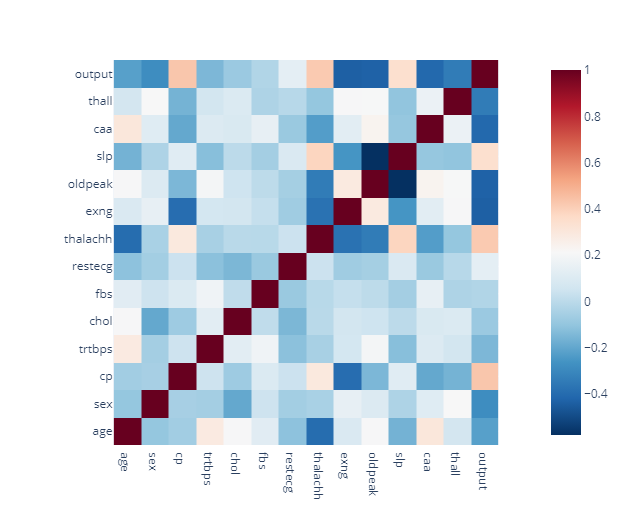 output
thall
caa
slp
oldpeak
exng
thalachh
restecg
fbs
chol
trtbps
cp
sex
age
age
sex
cp
trtbps
chol
fbs
restecg
thalachh
exng
oldpeak
slp
caa
thall
output
1
0.8
0.6
0.4
0.2
0
−0.2
−0.4